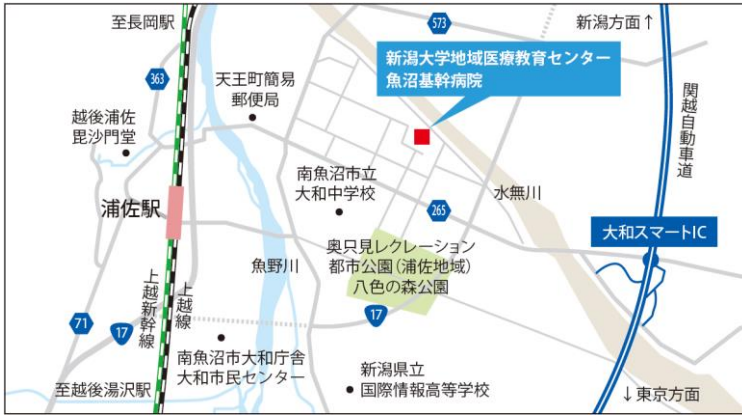 至長岡駅
573
新潟方面↑
新潟大学地域医療教育センター
魚沼基幹病院
363
天王町簡易
郵便局
関越自動車道
越後浦佐
毘沙門堂
南魚沼市立
大和中学校
水無川
浦佐駅
265
大和スマートIC
魚野川
奥只見レクレーション
都市公園(浦佐地域)
八色の森公園
上越新幹線
上越線
71
17
17
南魚沼市大和庁舎
大和市民センター
新潟県立
国際情報高等学校
至越後湯沢駅
↓東京方面